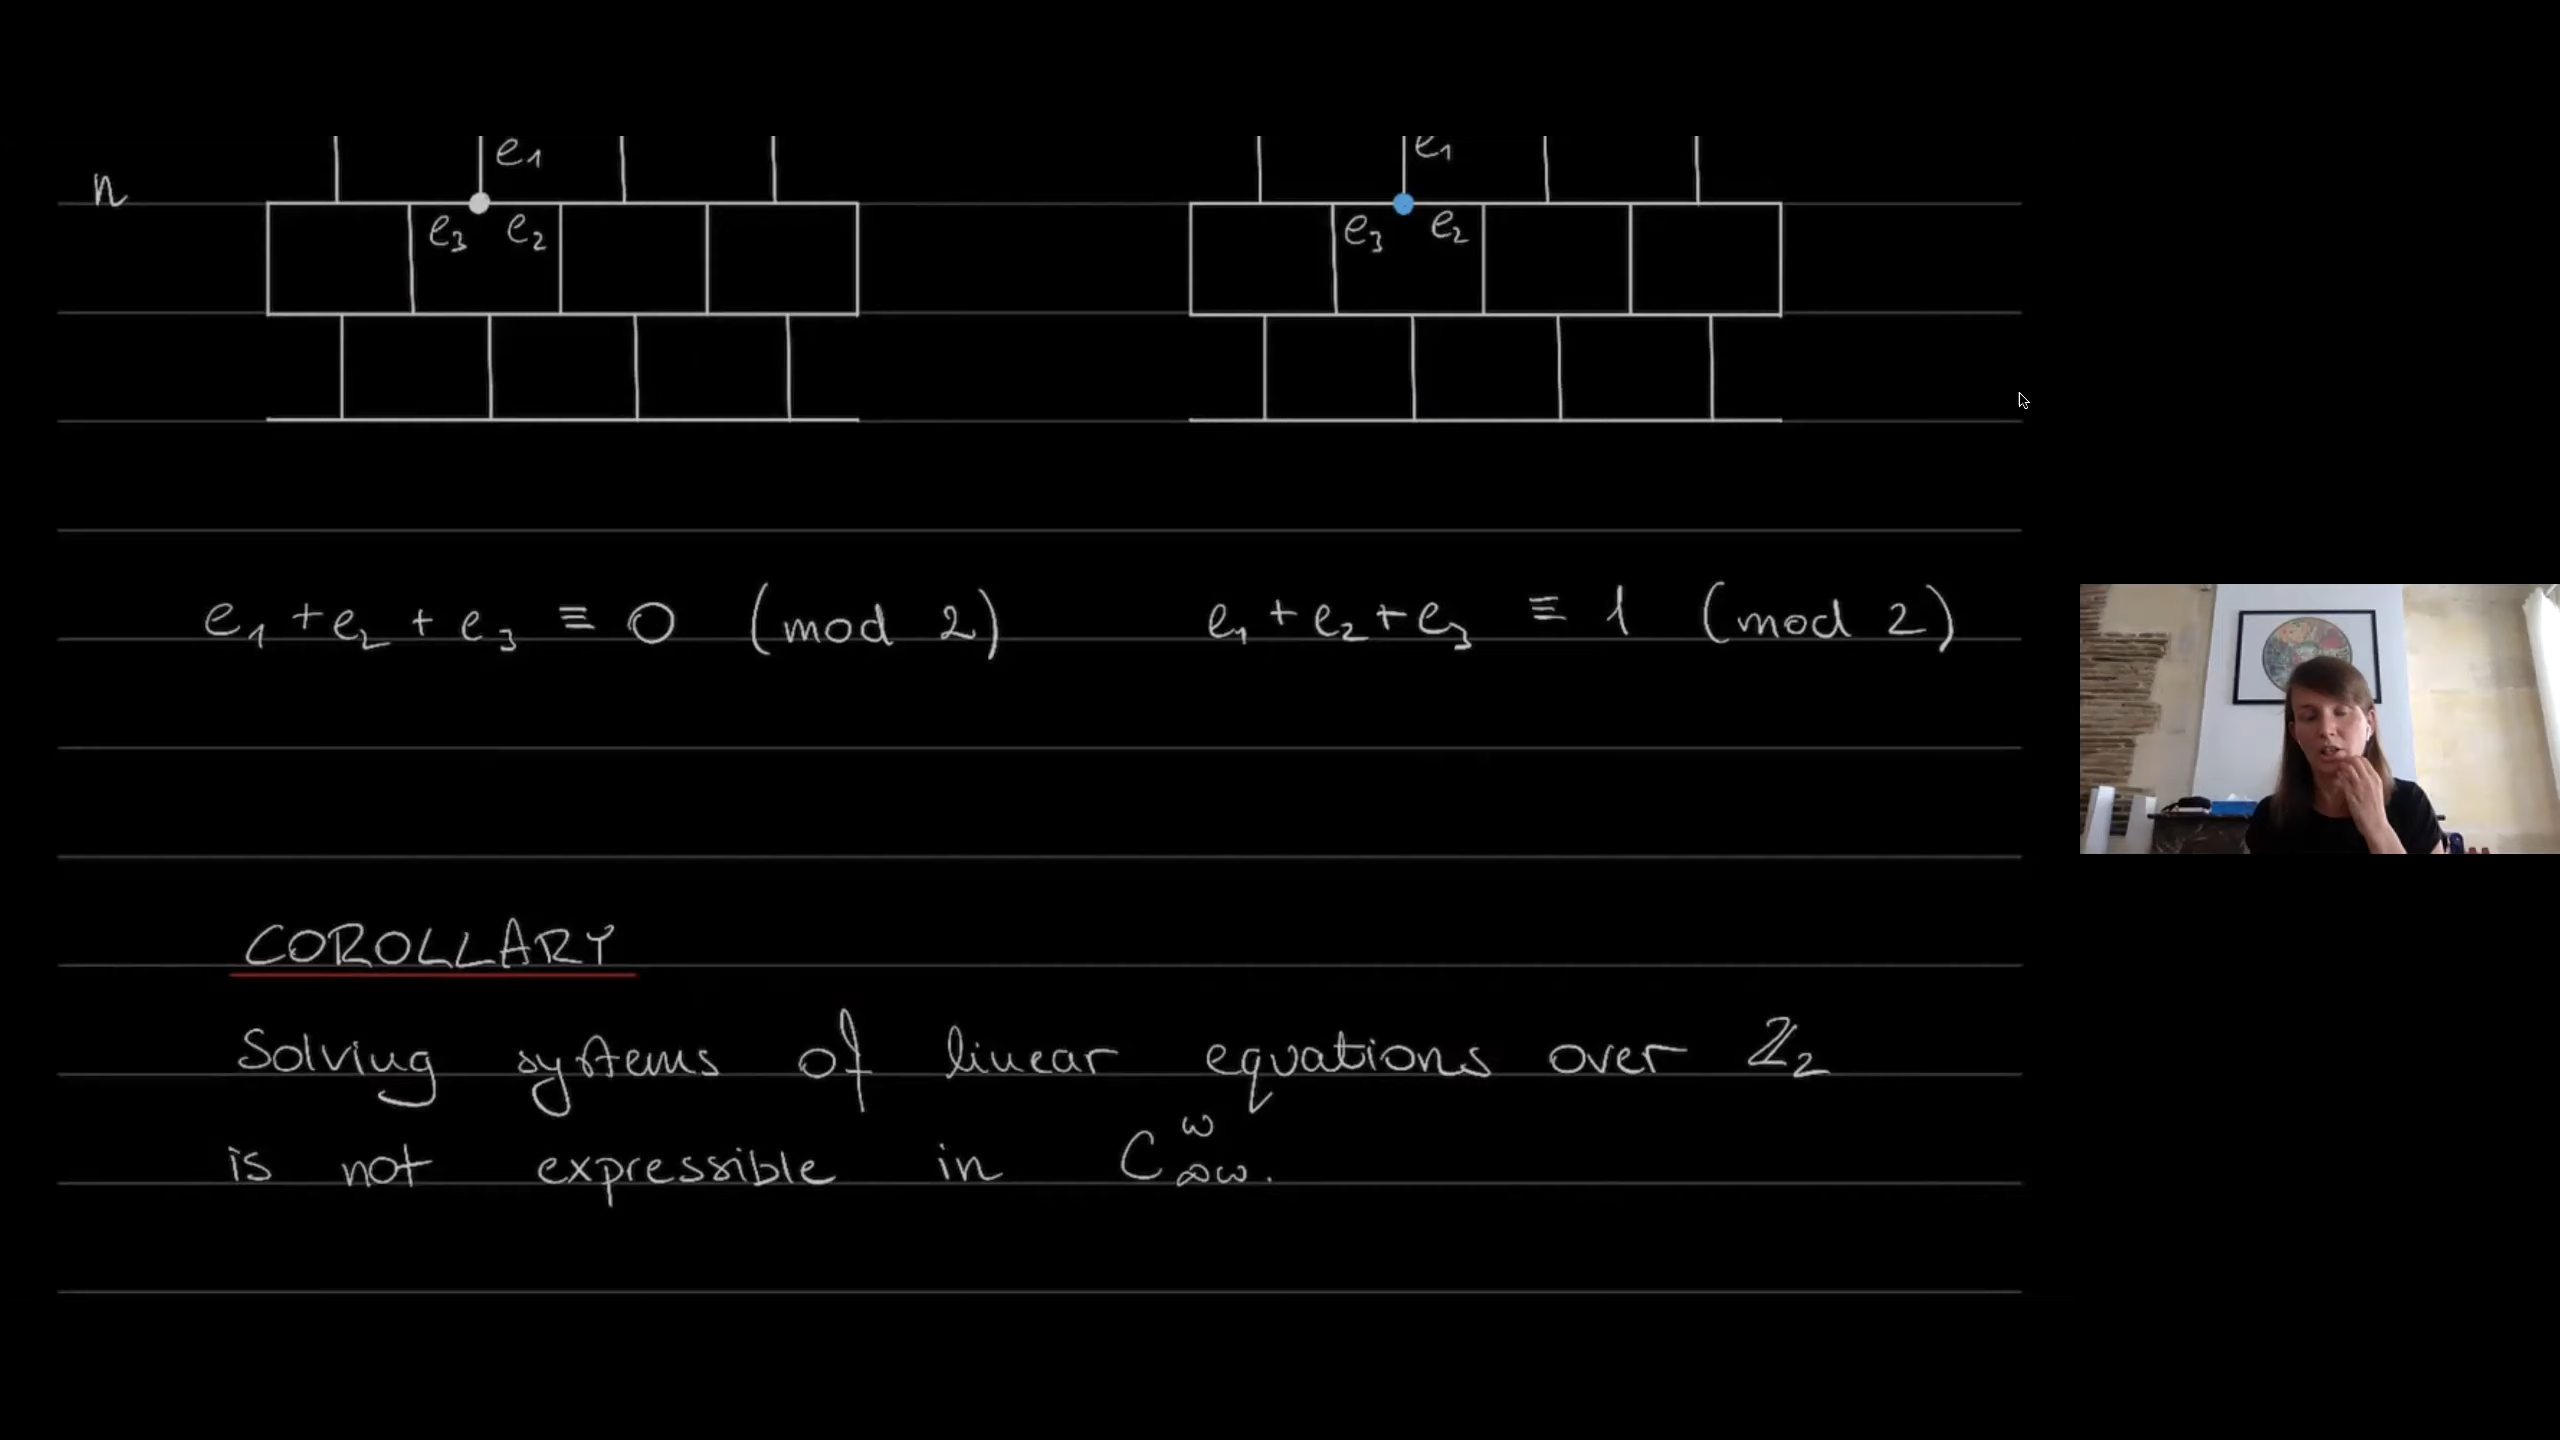 e₁ e₁
n
e₃ e₂ e₃ e₂
e₁ + e₂ + e₃ ≡ 0 (mod 2) e₁ + e₂ + e₃ ≡ 1 (mod 2)
COROLLARY
Solving systems of linear equations over ℤ₂
is not expressible in C^ω_∞ω.